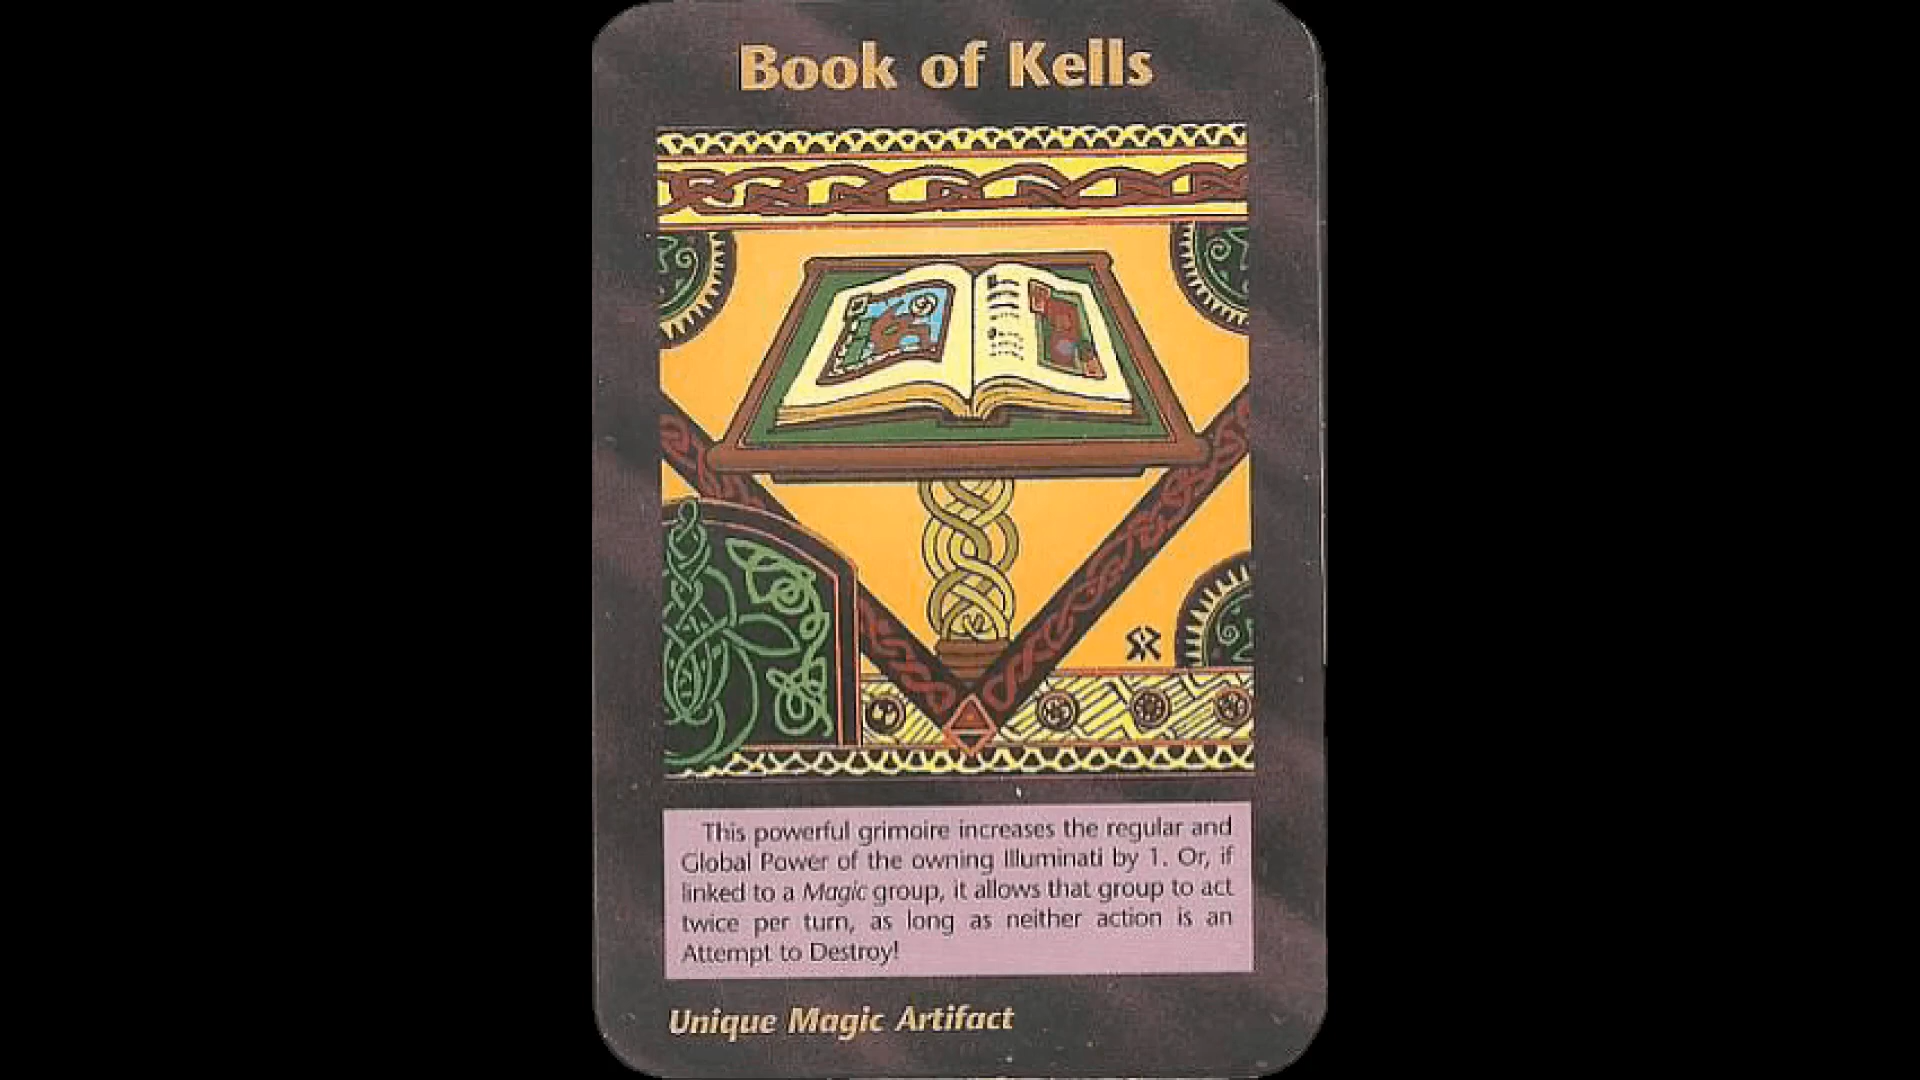 Book of Kells
SR
This powerful grimoire increases the regular and
Global Power of the owning Illuminati by 1. Or, if
linked to a Magic group, it allows that group to act
twice per turn, as long as neither action is an
Attempt to Destroy!
Unique Magic Artifact